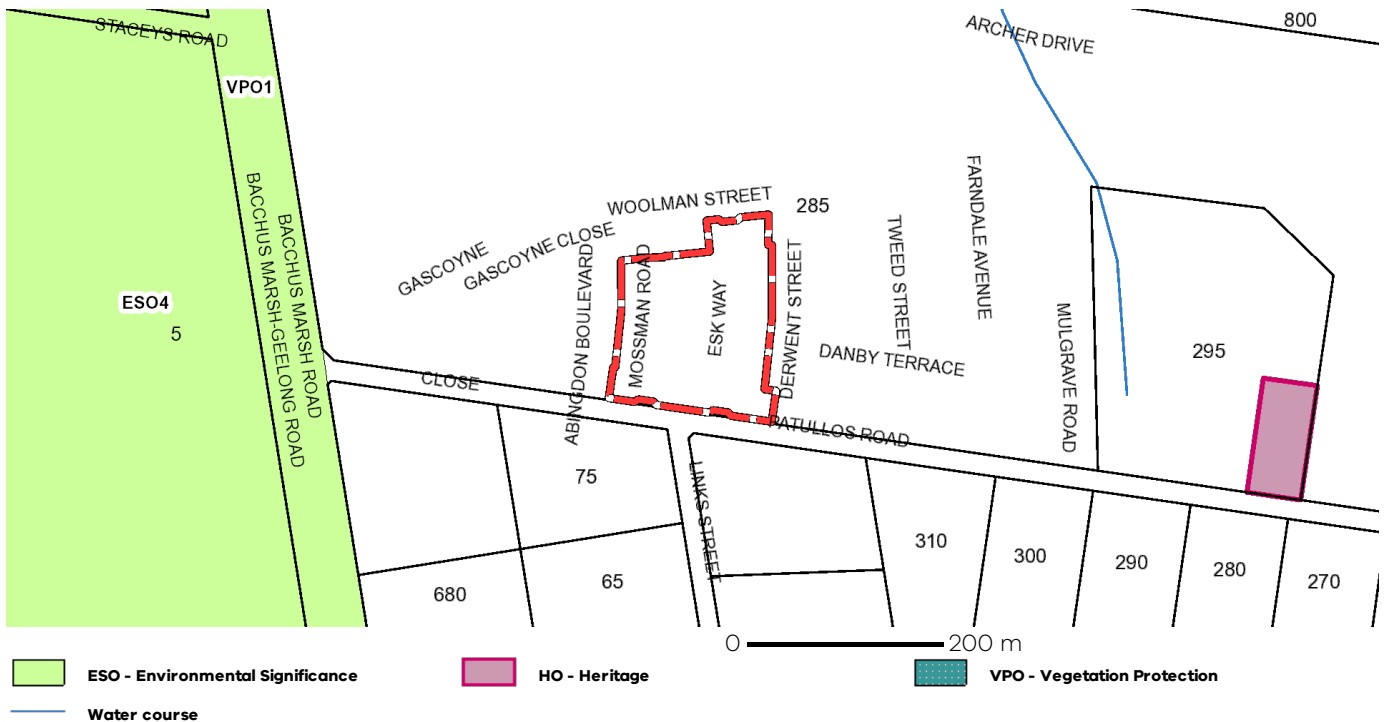 800
STACEYS ROAD
ARCHER DRIVE
VPO1
WOOLMAN STREET
285
GASCOYNE
GASCOYNE CLOSE
FARNDALE AVENUE
TWEED STREET
BACCHUS MARSH ROAD
BACCHUS MARSH-GEELONG ROAD
ABINGDON BOULEVARD
MOSSMAN ROAD
ESK WAY
DERWENT STREET
ESO4
5
DANBY TERRACE
MULGRAVE ROAD
295
CLOSE
PATULLOS ROAD
LINKS STREET
75
310
300
290
280
270
680
65
0 200 m
ESO - Environmental Significance
HO - Heritage
VPO - Vegetation Protection
Water course